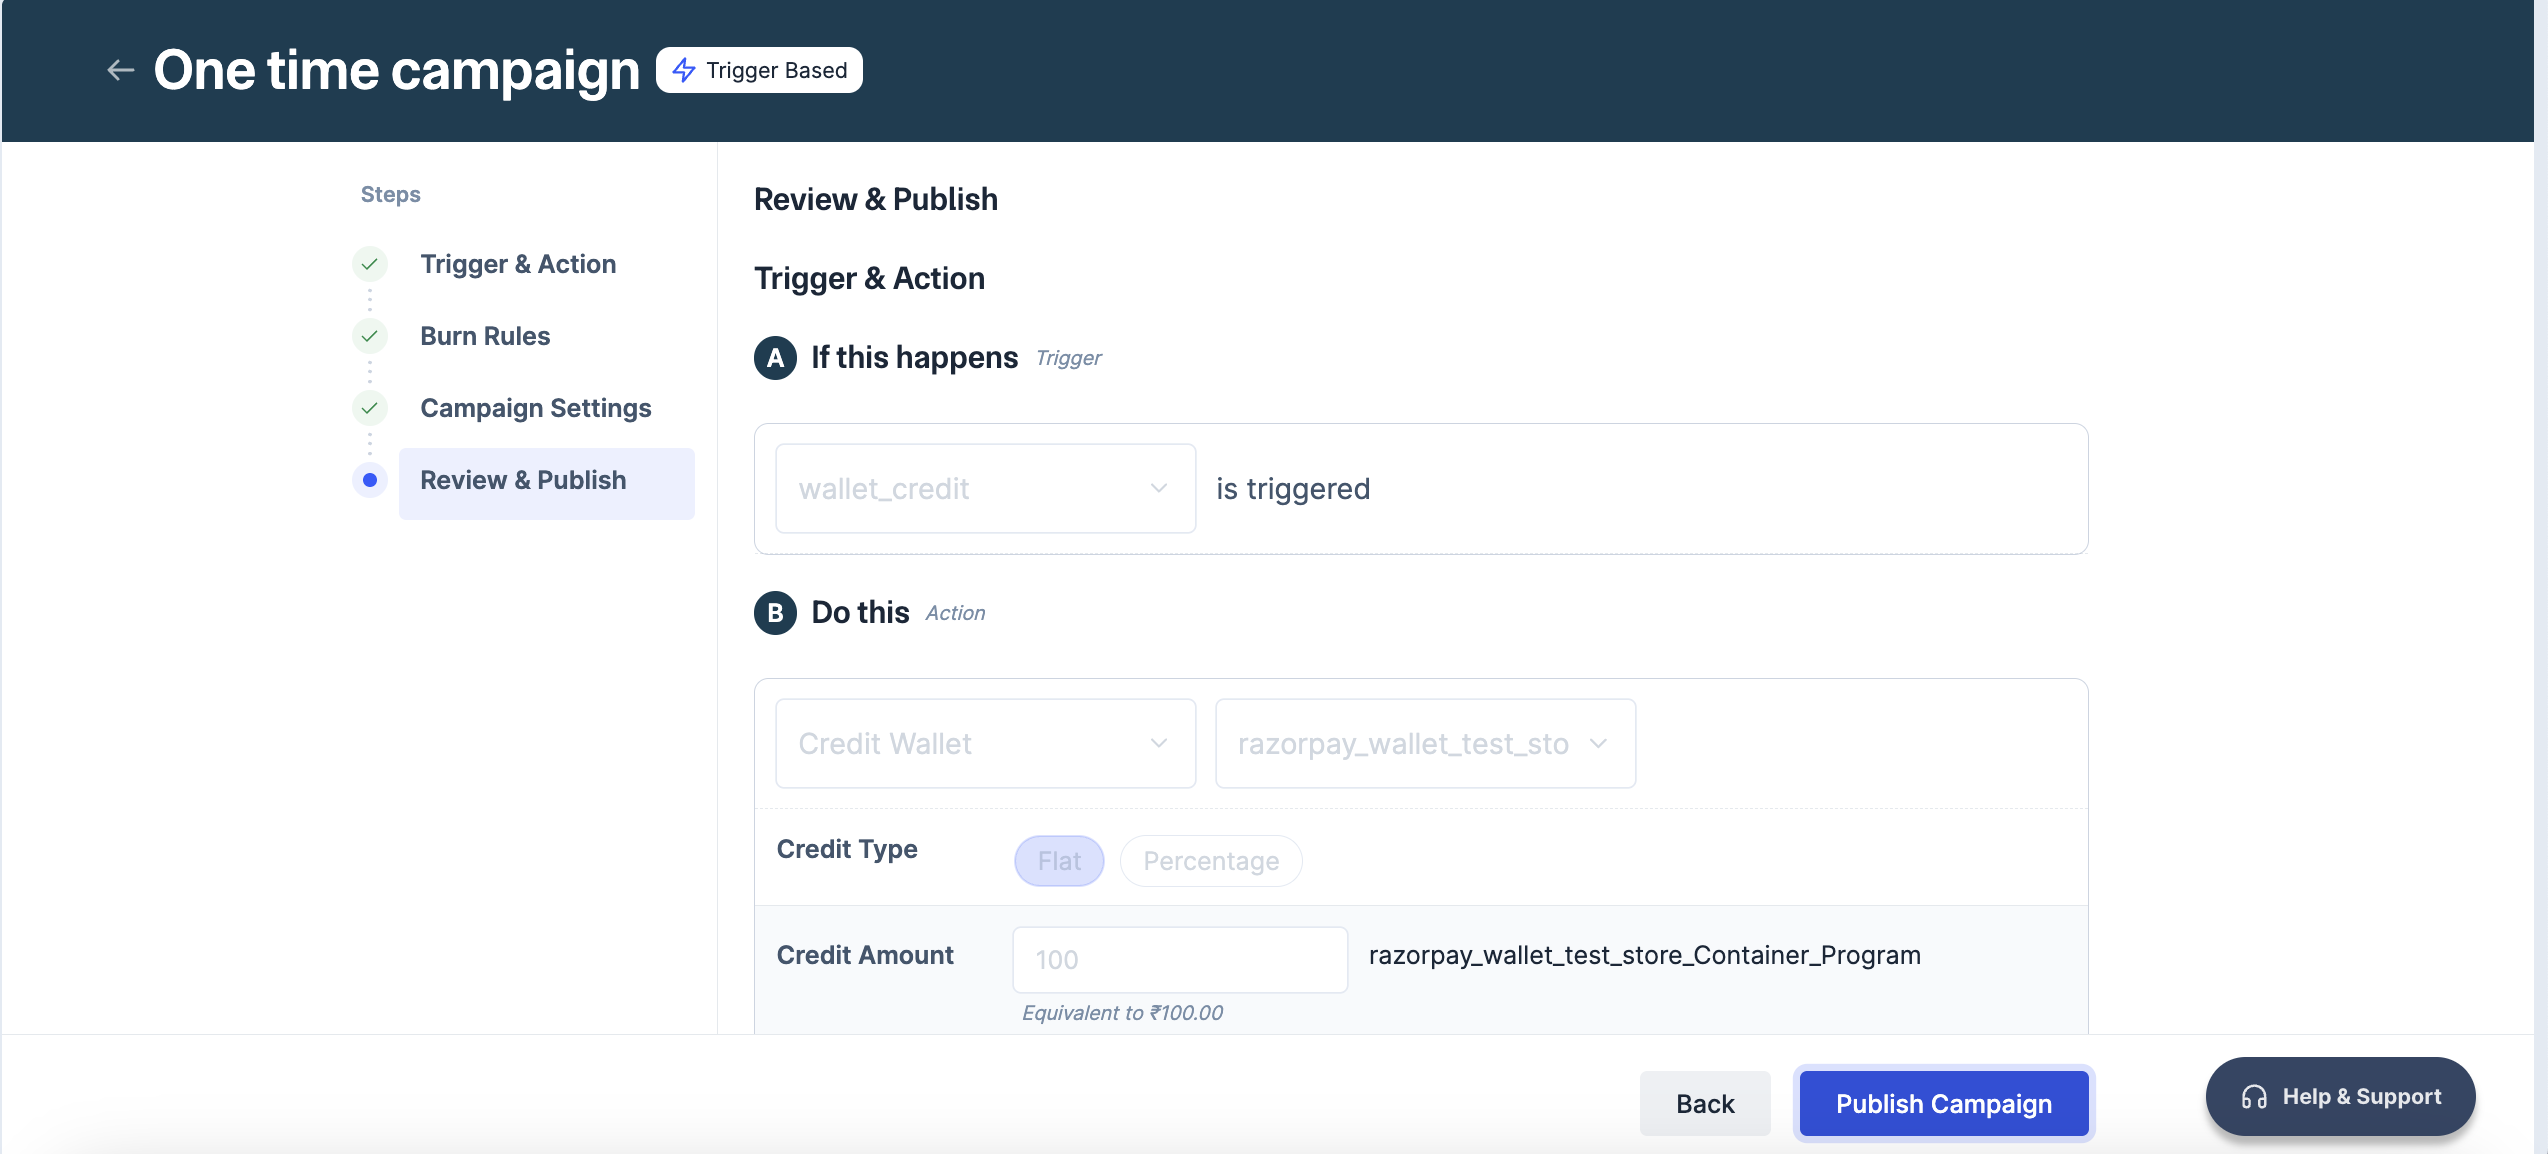 One time campaign
Trigger Based
Steps
Trigger & Action
Burn Rules
Campaign Settings
Review & Publish
Review & Publish
Trigger & Action
A If this happens Trigger
wallet_credit is triggered
B Do this Action
Credit Wallet razorpay_wallet_test_sto
Credit Type Flat Percentage
Credit Amount 100 razorpay_wallet_test_store_Container_Program
Equivalent to ₹100.00
Back Publish Campaign Help & Support